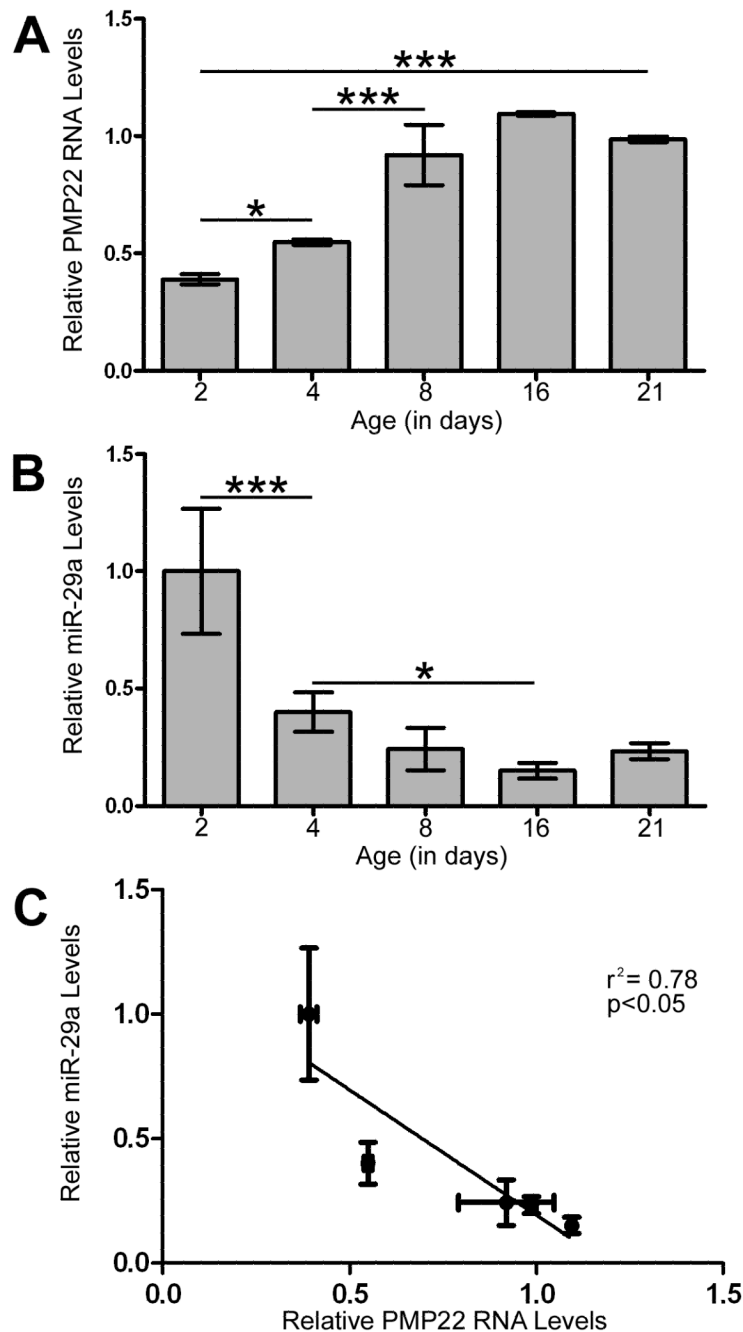 A
Relative PMP22 RNA Levels
1.5
1.0
0.5
0.0
***
***
*
2 4 8 16 21
Age (in days)
B
Relative miR-29a Levels
1.5
1.0
0.5
0.0
***
*
2 4 8 16 21
Age (in days)
C
Relative miR-29a Levels
1.5
1.0
0.5
0.0
r²= 0.78
p<0.05
0.0 0.5 1.0 1.5
Relative PMP22 RNA Levels